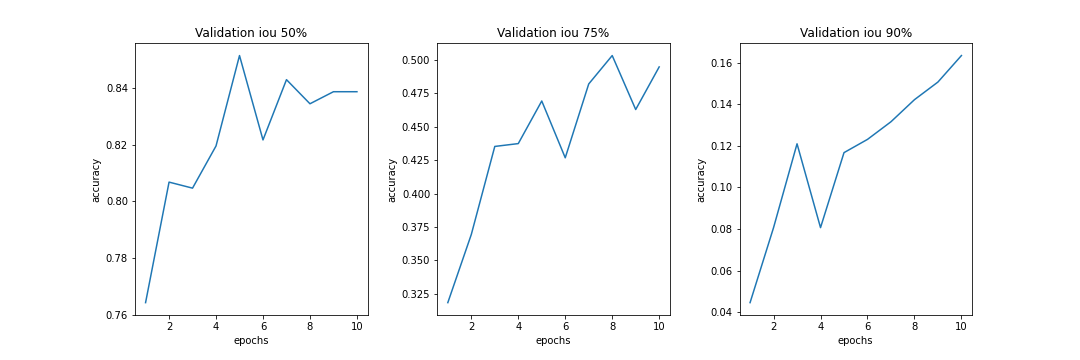 Validation iou 50%
accuracy
0.84
0.82
0.80
0.78
0.76
2 4 6 8 10
epochs
Validation iou 75%
accuracy
0.500
0.475
0.450
0.425
0.400
0.375
0.350
0.325
2 4 6 8 10
epochs
Validation iou 90%
accuracy
0.16
0.14
0.12
0.10
0.08
0.06
0.04
2 4 6 8 10
epochs